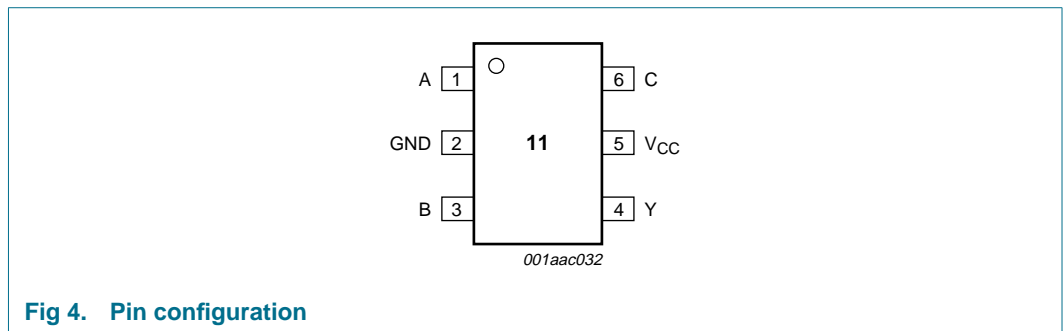 A 1 6 C
GND 2 11 5 VCC
B 3 4 Y
001aac032
Fig 4. Pin configuration